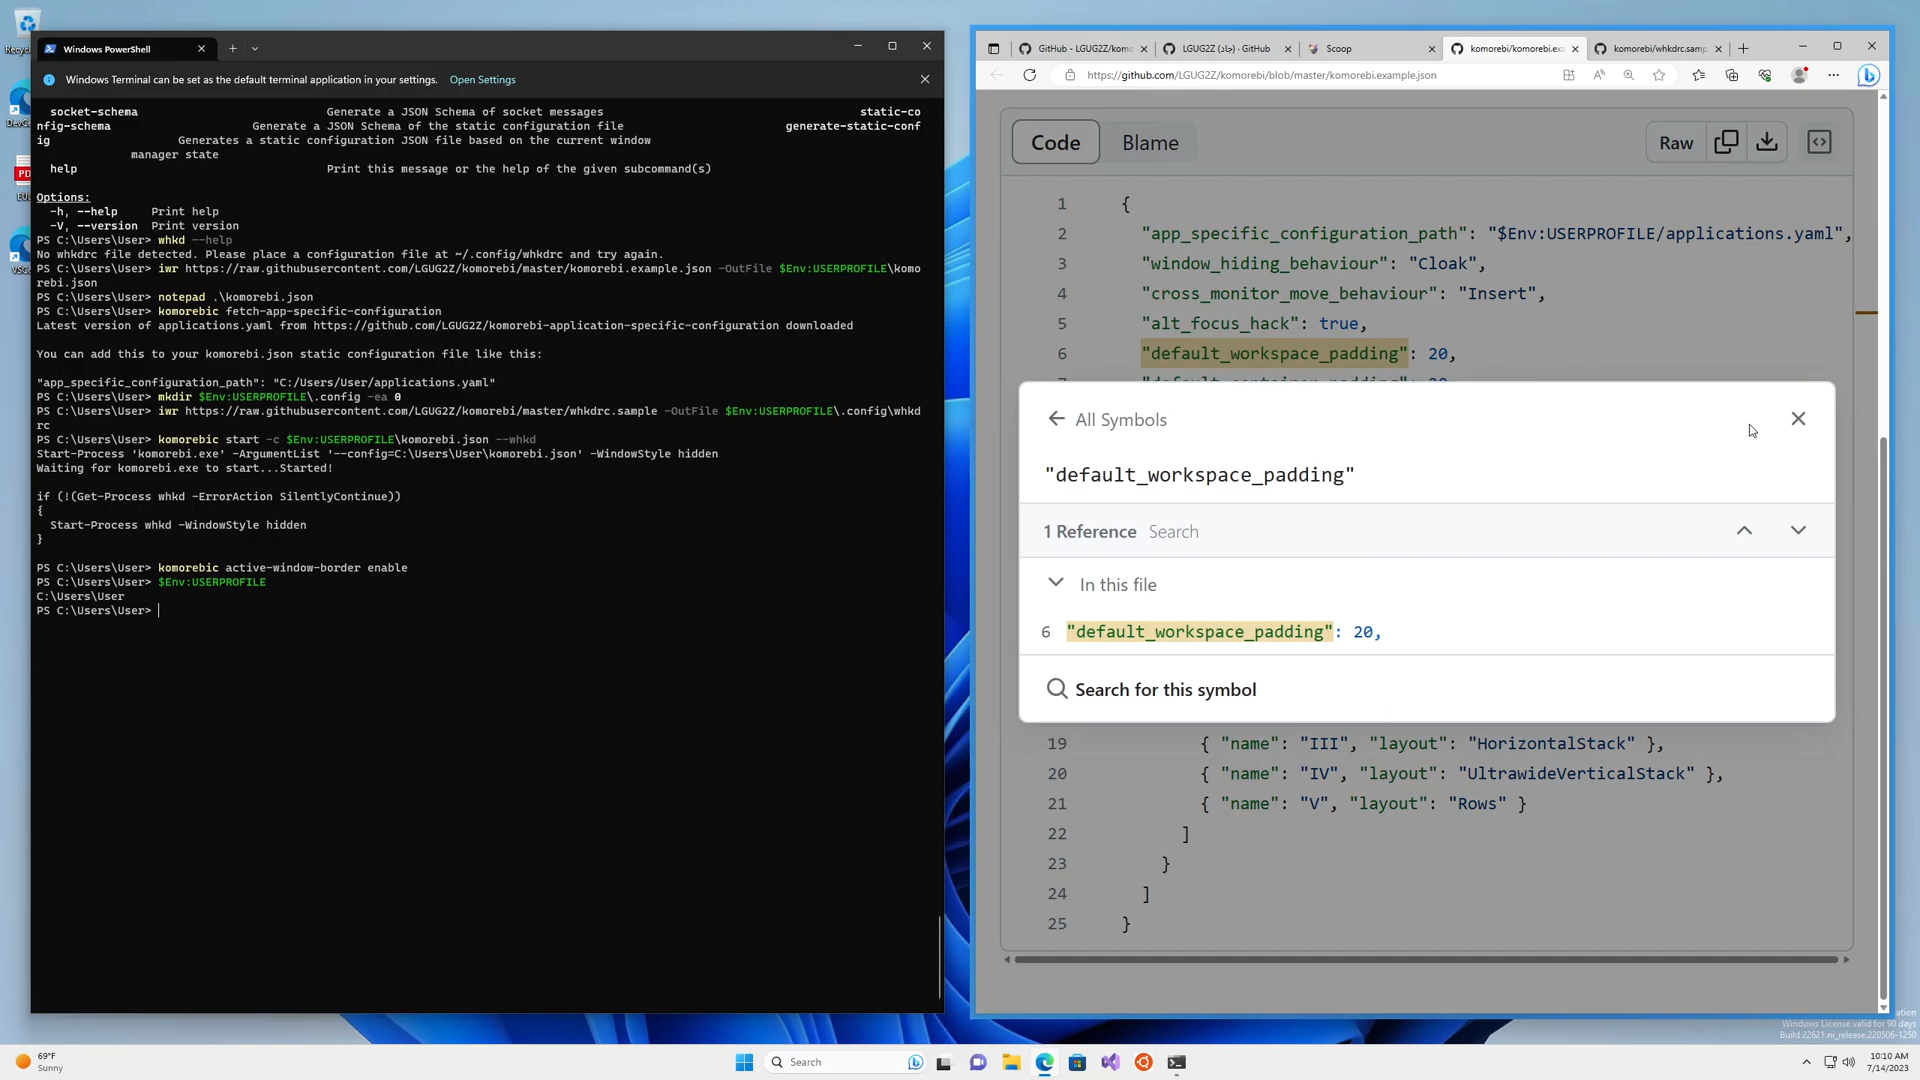 Windows PowerShell
Windows Terminal can be set as the default terminal application in your settings. Open Settings
socket-schema Generate a JSON Schema of socket messages static-co
nfig-schema Generate a JSON Schema of the static configuration file generate-static-conf
ig Generates a static configuration JSON file based on the current window
manager state
help Print this message or the help of the given subcommand(s)
Options:
-h, --help Print help
-V, --version Print version
PS C:\Users\User> whkd --help
No whkdrc file detected. Please place a configuration file at ~/.config/whkdrc and try again.
PS C:\Users\User> iwr https://raw.githubusercontent.com/LGUG2Z/komorebi/master/komorebi.example.json -OutFile $Env:USERPROFILE\komo
rebi.json
PS C:\Users\User> notepad .\komorebi.json
PS C:\Users\User> komorebic fetch-app-specific-configuration
Latest version of applications.yaml from https://github.com/LGUG2Z/komorebi-application-specific-configuration downloaded
You can add this to your komorebi.json static configuration file like this:
"app_specific_configuration_path": "C:/Users/User/applications.yaml"
PS C:\Users\User> mkdir $Env:USERPROFILE\.config -ea 0
PS C:\Users\User> iwr https://raw.githubusercontent.com/LGUG2Z/komorebi/master/whkdrc.sample -OutFile $Env:USERPROFILE\.config\whkd
rc
PS C:\Users\User> komorebic start -c $Env:USERPROFILE\komorebi.json --whkd
Start-Process 'komorebi.exe' -ArgumentList '--config=C:\Users\User\komorebi.json' -WindowStyle hidden
Waiting for komorebi.exe to start...Started!
if (!(Get-Process whkd -ErrorAction SilentlyContinue))
{
Start-Process whkd -WindowStyle hidden
}
PS C:\Users\User> komorebic active-window-border enable
PS C:\Users\User> $Env:USERPROFILE
C:\Users\User
PS C:\Users\User>
GitHub - LGUG2Z/komo
LGUG2Z (جاد) · GitHub
Scoop
komorebi/komorebi.exa
komorebi/whkdrc.samp
https://github.com/LGUG2Z/komorebi/blob/master/komorebi.example.json
Code Blame Raw
1 {
2 "app_specific_configuration_path": "$Env:USERPROFILE/applications.yaml",
3 "window_hiding_behaviour": "Cloak",
4 "cross_monitor_move_behaviour": "Insert",
5 "alt_focus_hack": true,
6 "default_workspace_padding": 20,
All Symbols
"default_workspace_padding"
1 Reference Search
In this file
6 "default_workspace_padding": 20,
Search for this symbol
19 { "name": "III", "layout": "HorizontalStack" },
20 { "name": "IV", "layout": "UltrawideVerticalStack" },
21 { "name": "V", "layout": "Rows" }
22 ]
23 }
24 ]
25 }
Windows License valid for 90 days
Build 22621.ni_release.220506-1250
69°F
Sunny
Search
10:10 AM
7/14/2023